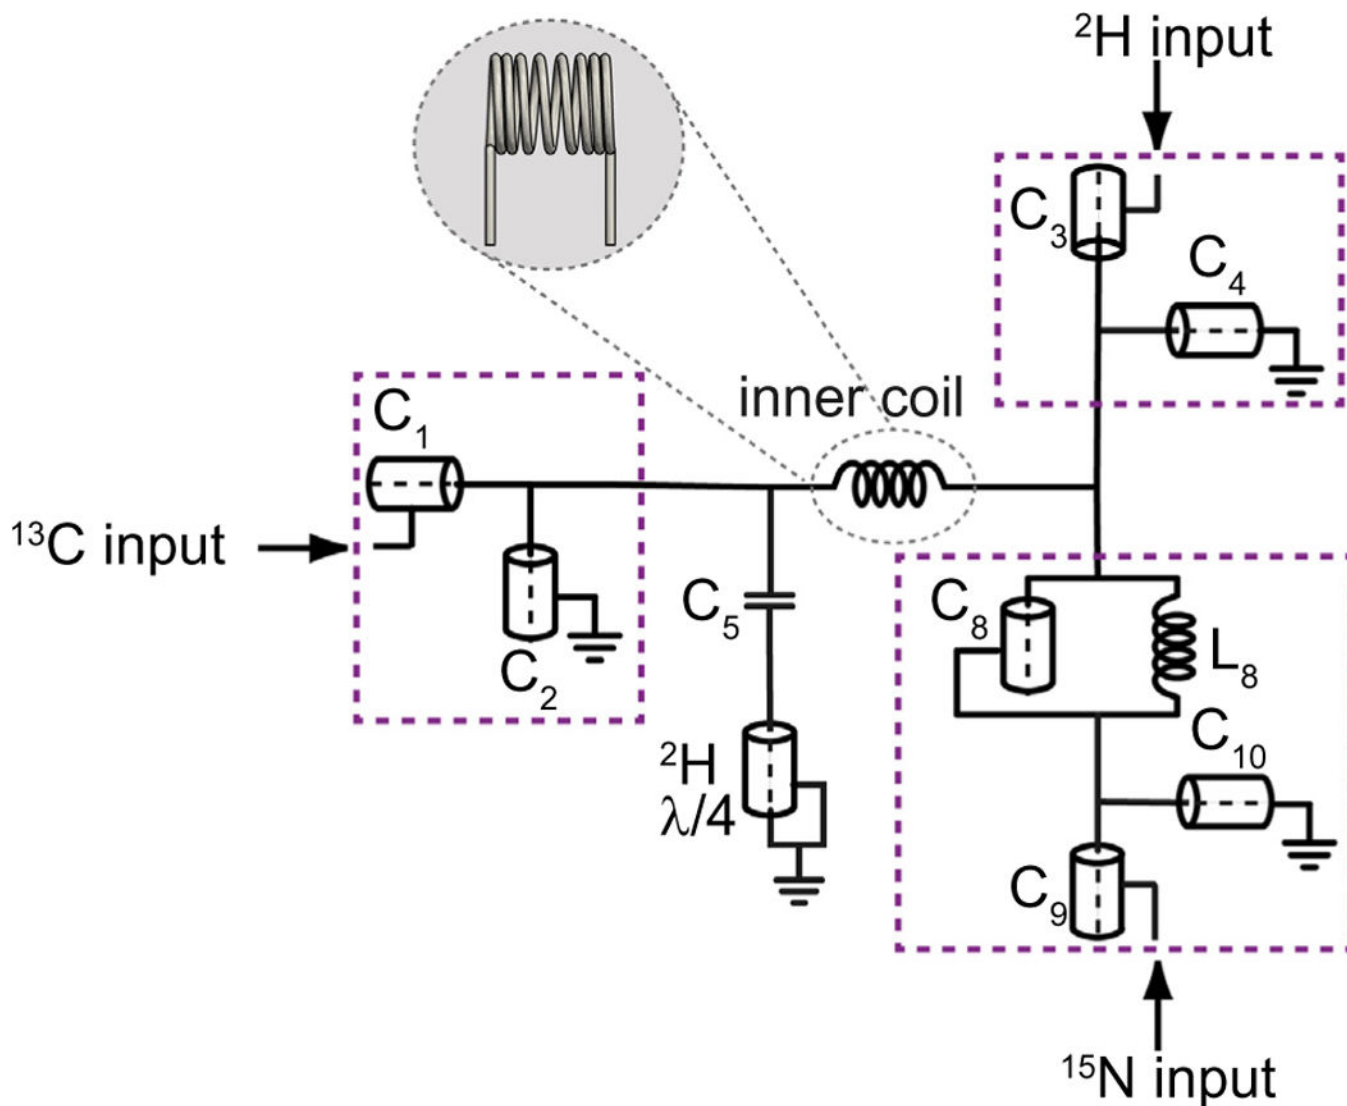 ²H input
C₃
C₄
inner coil
C₁
¹³C input
C₂
C₅
C₈
L₈
²H
λ/4
C₁₀
C₉
¹⁵N input